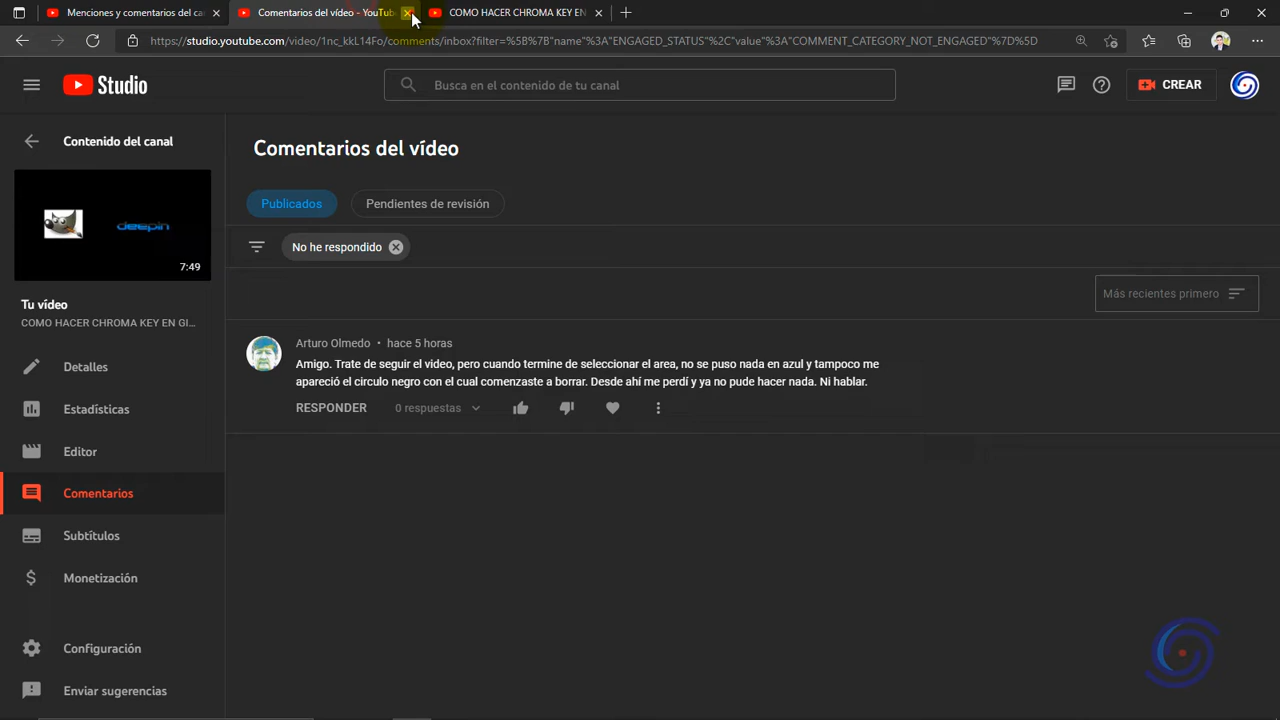 Menciones y comentarios del ca
Comentarios del vídeo - YouTub
COMO HACER CHROMA KEY EN
https://studio.youtube.com/video/1nc_kkL14Fo/comments/inbox?filter=%5B%7B"name"%3A"ENGAGED_STATUS"%2C"value"%3A"COMMENT_CATEGORY_NOT_ENGAGED"%7D%5D
Studio
Busca en el contenido de tu canal
CREAR
Contenido del canal
deepin
7:49
Tu vídeo
COMO HACER CHROMA KEY EN GI...
Detalles
Estadísticas
Editor
Comentarios
Subtítulos
Monetización
Configuración
Enviar sugerencias
Comentarios del vídeo
Publicados
Pendientes de revisión
No he respondido
Más recientes primero
Arturo Olmedo • hace 5 horas
Amigo. Trate de seguir el video, pero cuando termine de seleccionar el area, no se puso nada en azul y tampoco me
apareció el circulo negro con el cual comenzaste a borrar. Desde ahí me perdí y ya no pude hacer nada. Ni hablar.
RESPONDER
0 respuestas